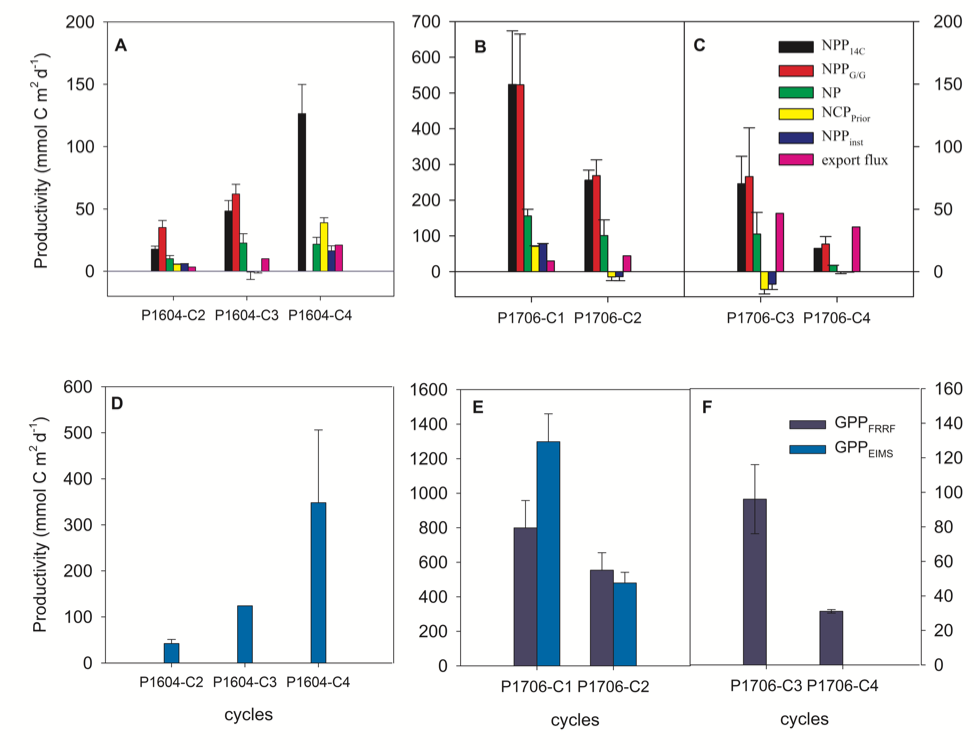 A
B
C
Productivity (mmol C m² d⁻¹)
200
150
100
50
0
700
600
500
400
300
200
100
0
200
150
100
50
0
NPP14C
NPPG/G
NP
NCPPrior
NPPinst
export flux
P1604-C2 P1604-C3 P1604-C4
P1706-C1 P1706-C2
P1706-C3 P1706-C4
D
E
F
Productivity (mmol C m² d⁻¹)
600
500
400
300
200
100
0
1600
1400
1200
1000
800
600
400
200
0
160
140
120
100
80
60
40
20
0
GPPFRRF
GPPEIMS
P1604-C2 P1604-C3 P1604-C4
P1706-C1 P1706-C2
P1706-C3 P1706-C4
cycles
cycles
cycles